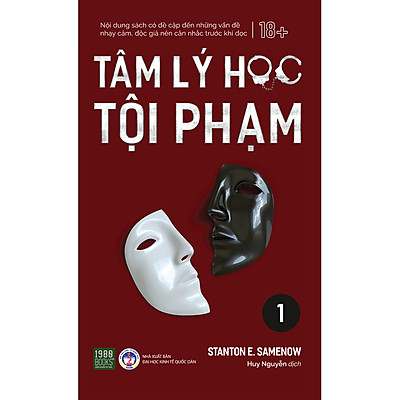 Nội dung sách có đề cập đến những vấn đề
nhạy cảm, độc giả nên cân nhắc trước khi đọc
18+
TÂM LÝ HỌC
TỘI PHẠM
1
STANTON E. SAMENOW
Huy Nguyễn dịch
1980
BOOKS
NHÀ XUẤT BẢN
ĐẠI HỌC KINH TẾ QUỐC DÂN